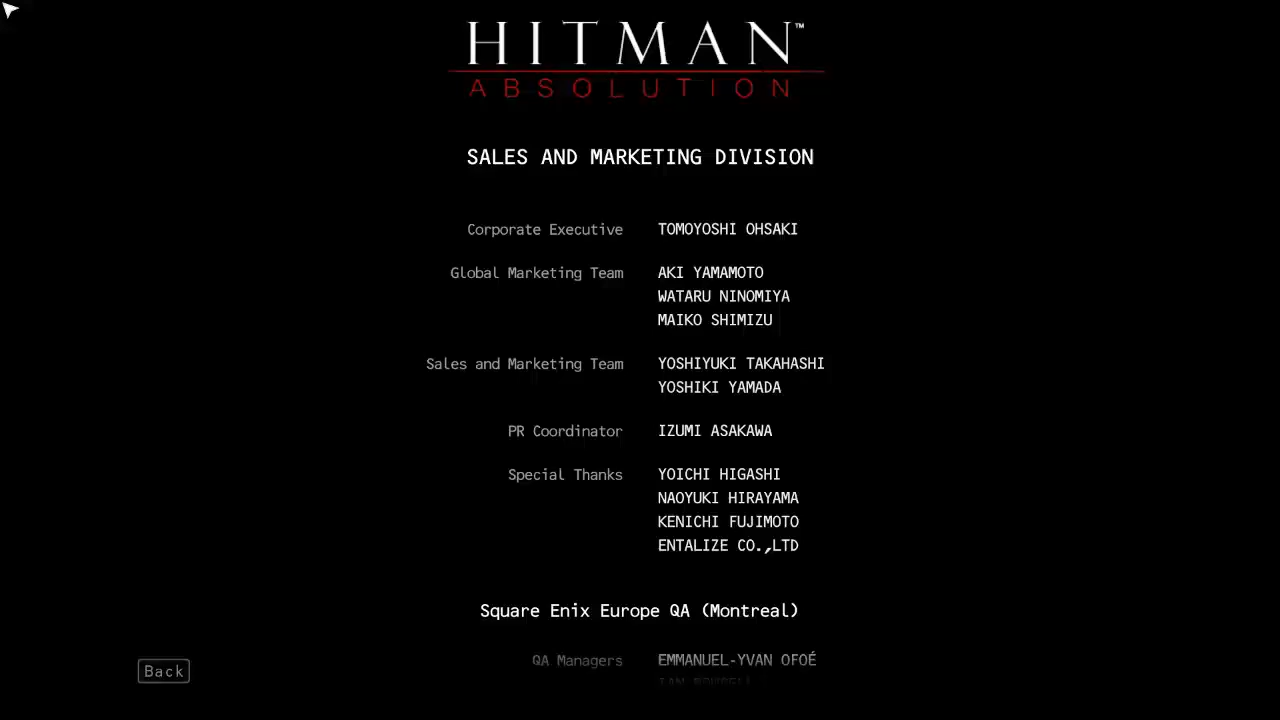 HITMAN™
ABSOLUTION
SALES AND MARKETING DIVISION
Corporate Executive TOMOYOSHI OHSAKI
Global Marketing Team AKI YAMAMOTO
WATARU NINOMIYA
MAIKO SHIMIZU
Sales and Marketing Team YOSHIYUKI TAKAHASHI
YOSHIKI YAMADA
PR Coordinator IZUMI ASAKAWA
Special Thanks YOICHI HIGASHI
NAOYUKI HIRAYAMA
KENICHI FUJIMOTO
ENTALIZE CO.,LTD
Square Enix Europe QA (Montreal)
QA Managers EMMANUEL-YVAN OFOÉ
Back